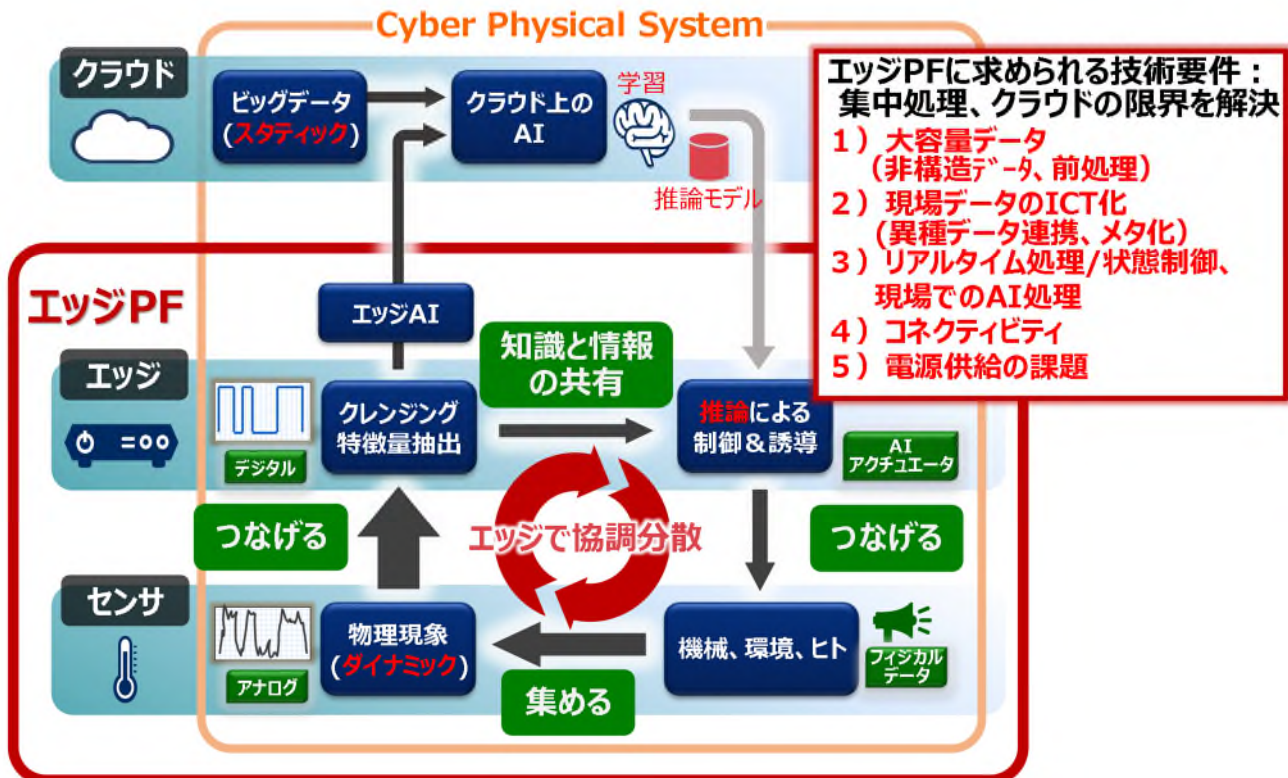 Cyber Physical System
クラウド
ビッグデータ
(スタティック)
クラウド上の
AI
学習
推論モデル
エッジPFに求められる技術要件：
集中処理、クラウドの限界を解決
１）大容量データ
(非構造ﾃﾞｰﾀ、前処理)
２）現場データのICT化
(異種データ連携、メタ化)
３）リアルタイム処理/状態制御、
現場でのAI処理
４）コネクティビティ
５）電源供給の課題
エッジPF
エッジAI
エッジ
デジタル
クレンジング
特徴量抽出
知識と情報
の共有
推論による
制御＆誘導
AI
アクチュエータ
つなげる
エッジで協調分散
つなげる
センサ
アナログ
物理現象
(ダイナミック)
集める
機械、環境、ヒト
フィジカル
データ